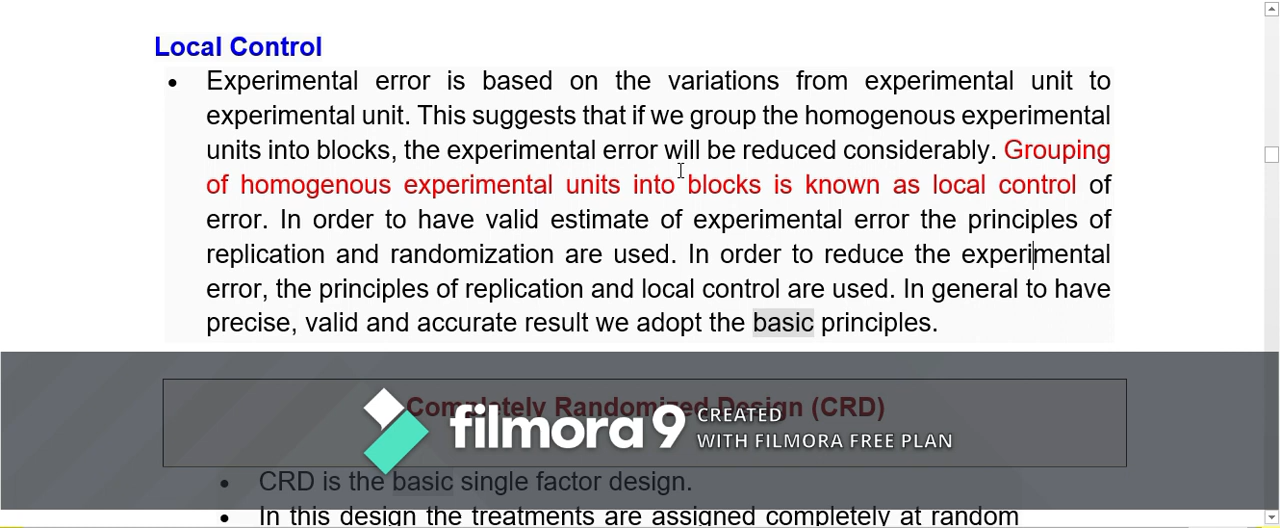 Local Control
• Experimental error is based on the variations from experimental unit to
experimental unit. This suggests that if we group the homogenous experimental
units into blocks, the experimental error will be reduced considerably. Grouping
of homogenous experimental units into blocks is known as local control of
error. In order to have valid estimate of experimental error the principles of
replication and randomization are used. In order to reduce the experimental
error, the principles of replication and local control are used. In general to have
precise, valid and accurate result we adopt the basic principles.
Completely Randomized Design (CRD)
filmora 9 CREATED
WITH FILMORA FREE PLAN
• CRD is the basic single factor design.
• In this design the treatments are assigned completely at random